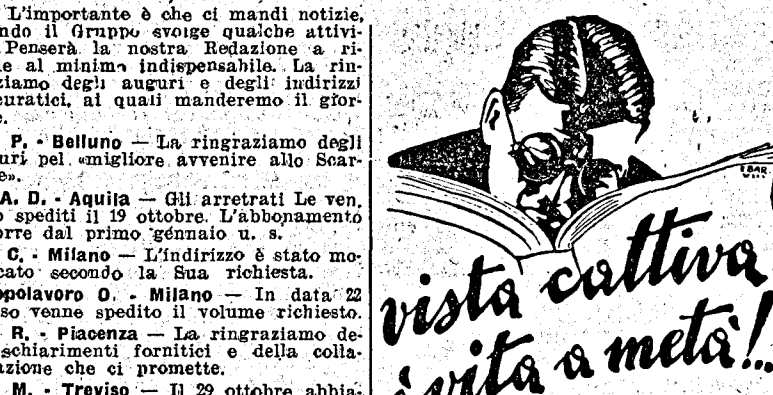 L'importante è che ci mandi notizie,
ndo il Gruppo svolge qualche attivi-
Penserà la nostra Redazione a ri-
e al minimo indispensabile. La rin-
ziamo degli auguri e degli indirizzi
euratici, ai quali manderemo il gior-
e.
P. - Belluno — La ringraziamo degli
uri pel «migliore avvenire allo Scar-
e».
A. D. - Aquila — Gli arretrati Le ven.
o spediti il 19 ottobre. L'abbonamento
orre dal primo gennaio u. s.
C. - Milano — L'indirizzo è stato mo-
cato secondo la Sua richiesta.
opolavoro O. - Milano — In data 22
so venne spedito il volume richiesto.
R. - Piacenza — La ringraziamo de-
schiarimenti fornitici e della colla-
azione che ci promette.
M. - Treviso — Il 29 ottobre abbia-
vista cattiva
è vita a metà!..